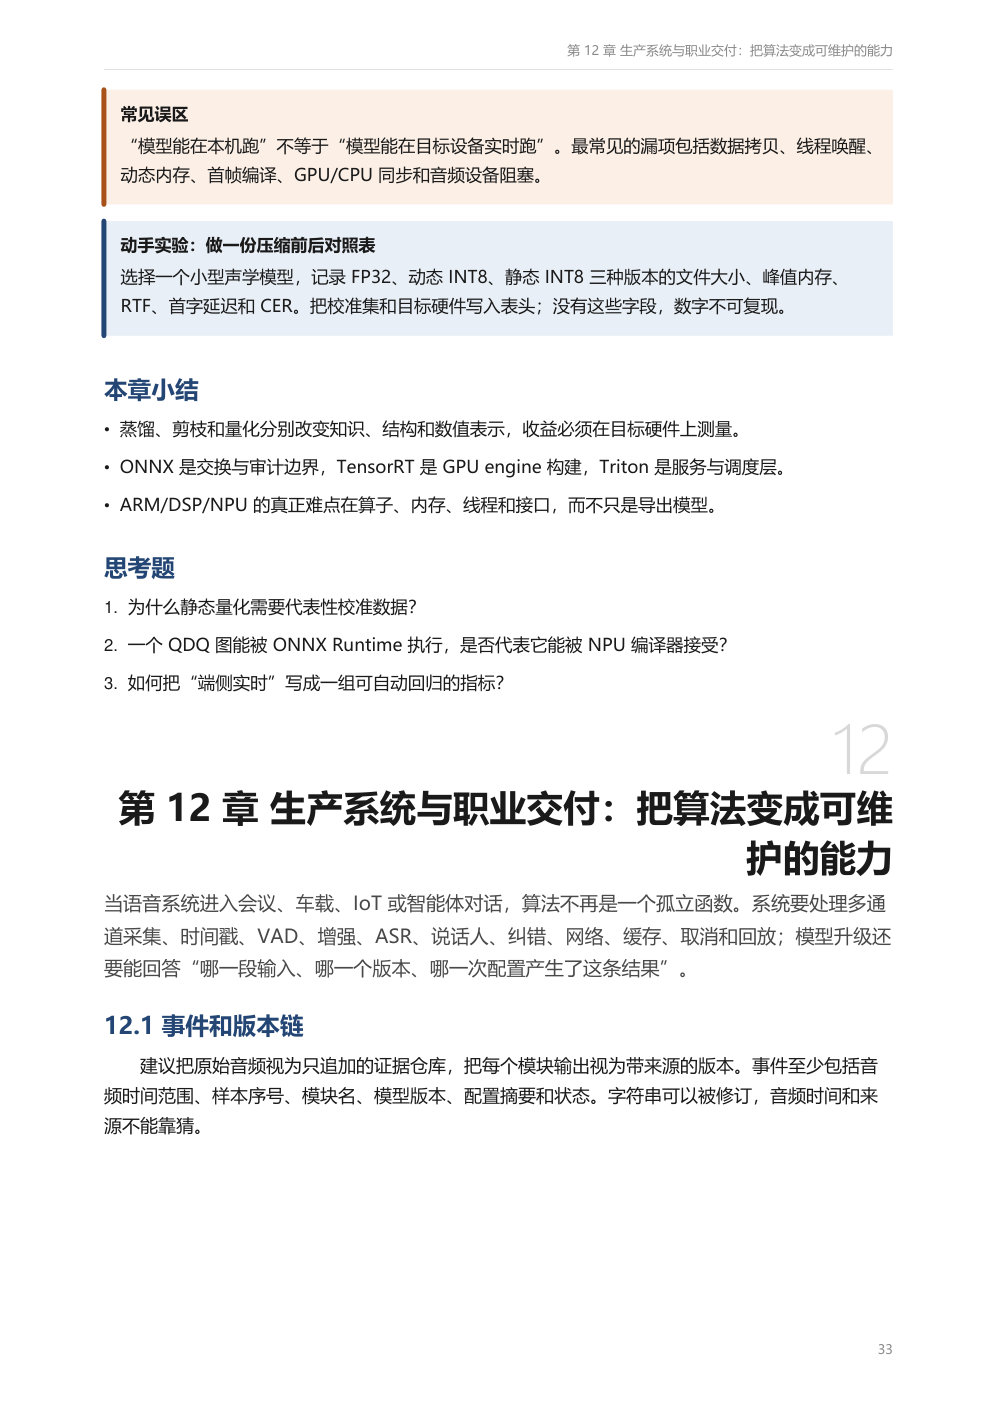 第 12 章 生产系统与职业交付：把算法变成可维护的能力
常见误区
“模型能在本机跑”不等于“模型能在目标设备实时跑”。最常见的漏项包括数据拷贝、线程唤醒、
动态内存、首帧编译、GPU/CPU 同步和音频设备阻塞。
动手实验：做一份压缩前后对照表
选择一个小型声学模型，记录 FP32、动态 INT8、静态 INT8 三种版本的文件大小、峰值内存、
RTF、首字延迟和 CER。把校准集和目标硬件写入表头；没有这些字段，数字不可复现。
本章小结
• 蒸馏、剪枝和量化分别改变知识、结构和数值表示，收益必须在目标硬件上测量。
• ONNX 是交换与审计边界，TensorRT 是 GPU engine 构建，Triton 是服务与调度层。
• ARM/DSP/NPU 的真正难点在算子、内存、线程和接口，而不只是导出模型。
思考题
1. 为什么静态量化需要代表性校准数据？
2. 一个 QDQ 图能被 ONNX Runtime 执行，是否代表它能被 NPU 编译器接受？
3. 如何把“端侧实时”写成一组可自动回归的指标？
12
第 12 章 生产系统与职业交付：把算法变成可维
护的能力
当语音系统进入会议、车载、IoT 或智能体对话，算法不再是一个孤立函数。系统要处理多通
道采集、时间戳、VAD、增强、ASR、说话人、纠错、网络、缓存、取消和回放；模型升级还
要能回答“哪一段输入、哪一个版本、哪一次配置产生了这条结果”。
12.1 事件和版本链
建议把原始音频视为只追加的证据仓库，把每个模块输出视为带来源的版本。事件至少包括音
频时间范围、样本序号、模块名、模型版本、配置摘要和状态。字符串可以被修订，音频时间和来
源不能靠猜。
33